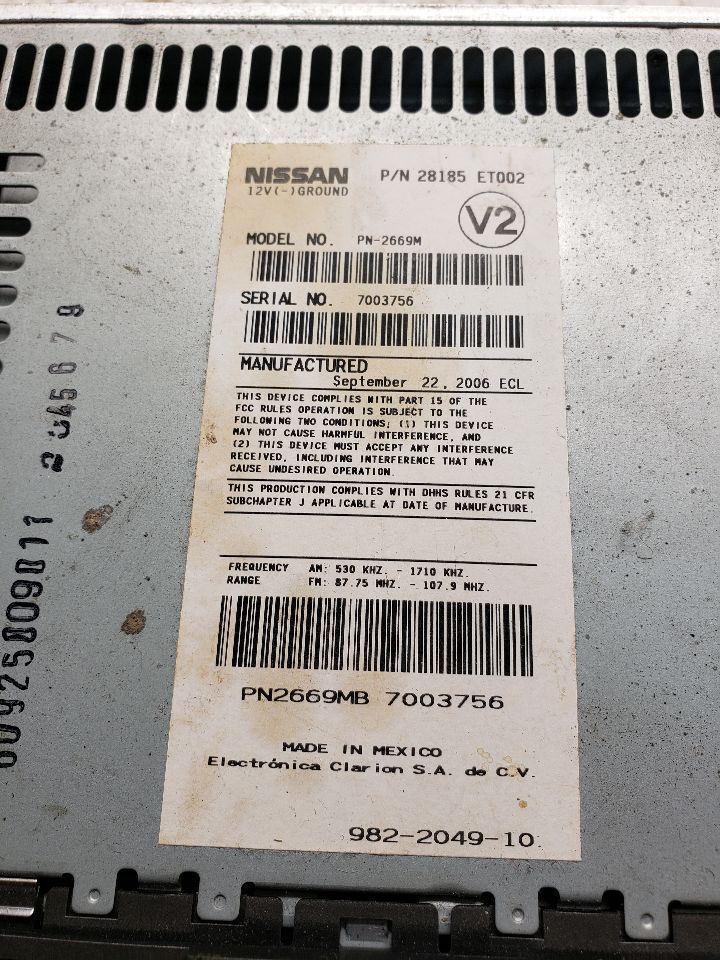 NISSAN P/N 28185 ET002
12V(-)GROUND
V2
MODEL NO. PN-2669M
SERIAL NO. 7003756
MANUFACTURED
September 22, 2006 ECL
THIS DEVICE COMPLIES WITH PART 15 OF THE
FCC RULES OPERATION IS SUBJECT TO THE
FOLLOWING TWO CONDITIONS; (1) THIS DEVICE
MAY NOT CAUSE HARMFUL INTERFERENCE, AND
(2) THIS DEVICE MUST ACCEPT ANY INTERFERENCE
RECEIVED, INCLUDING INTERFERENCE THAT MAY
CAUSE UNDESIRED OPERATION.
THIS PRODUCTION COMPLIES WITH DHHS RULES 21 CFR
SUBCHAPTER J APPLICABLE AT DATE OF MANUFACTURE.
FREQUENCY AM: 530 KHZ. - 1710 KHZ.
RANGE FM: 87.75 MHZ. - 107.9 MHZ.
PN2669MB 7003756
MADE IN MEXICO
Electrónica Clarion S.A. de C.V.
982-2049-10